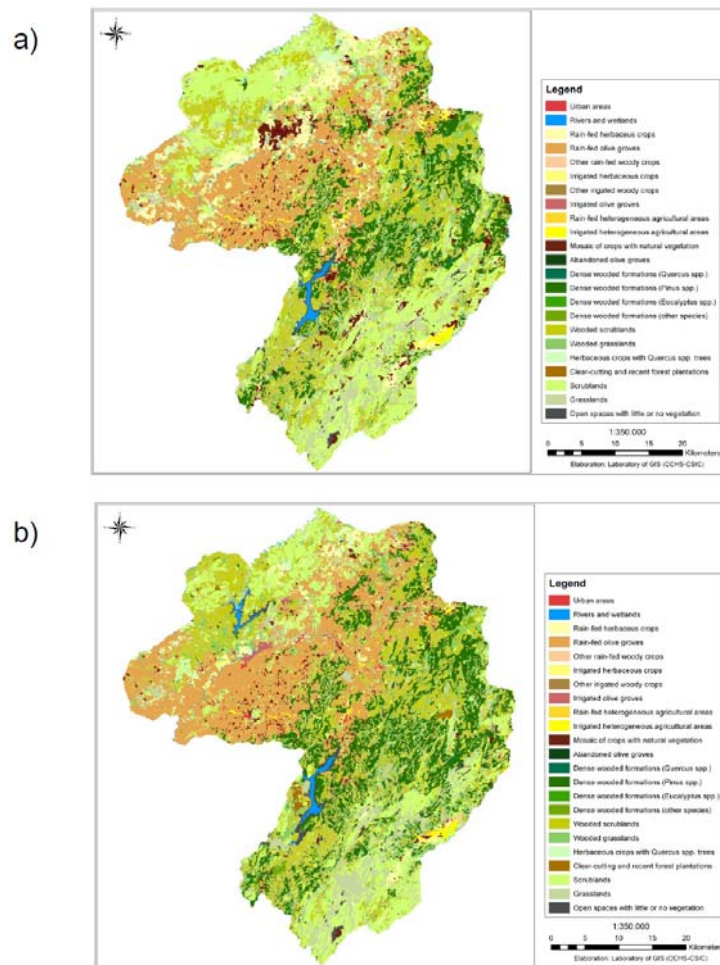 a)
Legend
Urban areas
Rivers and wetlands
Rain-fed herbaceous crops
Rain-fed olive groves
Other rain-fed woody crops
Irrigated herbaceous crops
Other irrigated woody crops
Irrigated olive groves
Rain-fed heterogeneous agricultural areas
Irrigated heterogeneous agricultural areas
Mosaic of crops with natural vegetation
Abandoned olive groves
Dense wooded formations (Quercus spp.)
Dense wooded formations (Pinus spp.)
Dense wooded formations (Eucalyptus spp.)
Dense wooded formations (other species)
Wooded scrublands
Wooded grasslands
Herbaceous crops with Quercus spp. trees
Clear-cutting and recent forest plantations
Scrublands
Grasslands
Open spaces with little or no vegetation
1:350.000
0 5 10 15 20
Kilometers
Elaboration: Laboratory of GIS (CCHS-CSIC)
b)
Legend
Urban areas
Rivers and wetlands
Rain-fed herbaceous crops
Rain-fed olive groves
Other rain-fed woody crops
Irrigated herbaceous crops
Other irrigated woody crops
Irrigated olive groves
Rain-fed heterogeneous agricultural areas
Irrigated heterogeneous agricultural areas
Mosaic of crops with natural vegetation
Abandoned olive groves
Dense wooded formations (Quercus spp.)
Dense wooded formations (Pinus spp.)
Dense wooded formations (Eucalyptus spp.)
Dense wooded formations (other species)
Wooded scrublands
Wooded grasslands
Herbaceous crops with Quercus spp. trees
Clear-cutting and recent forest plantations
Scrublands
Grasslands
Open spaces with little or no vegetation
1:350.000
0 5 10 15 20
Kilometers
Elaboration: Laboratory of GIS (CCHS-CSIC)